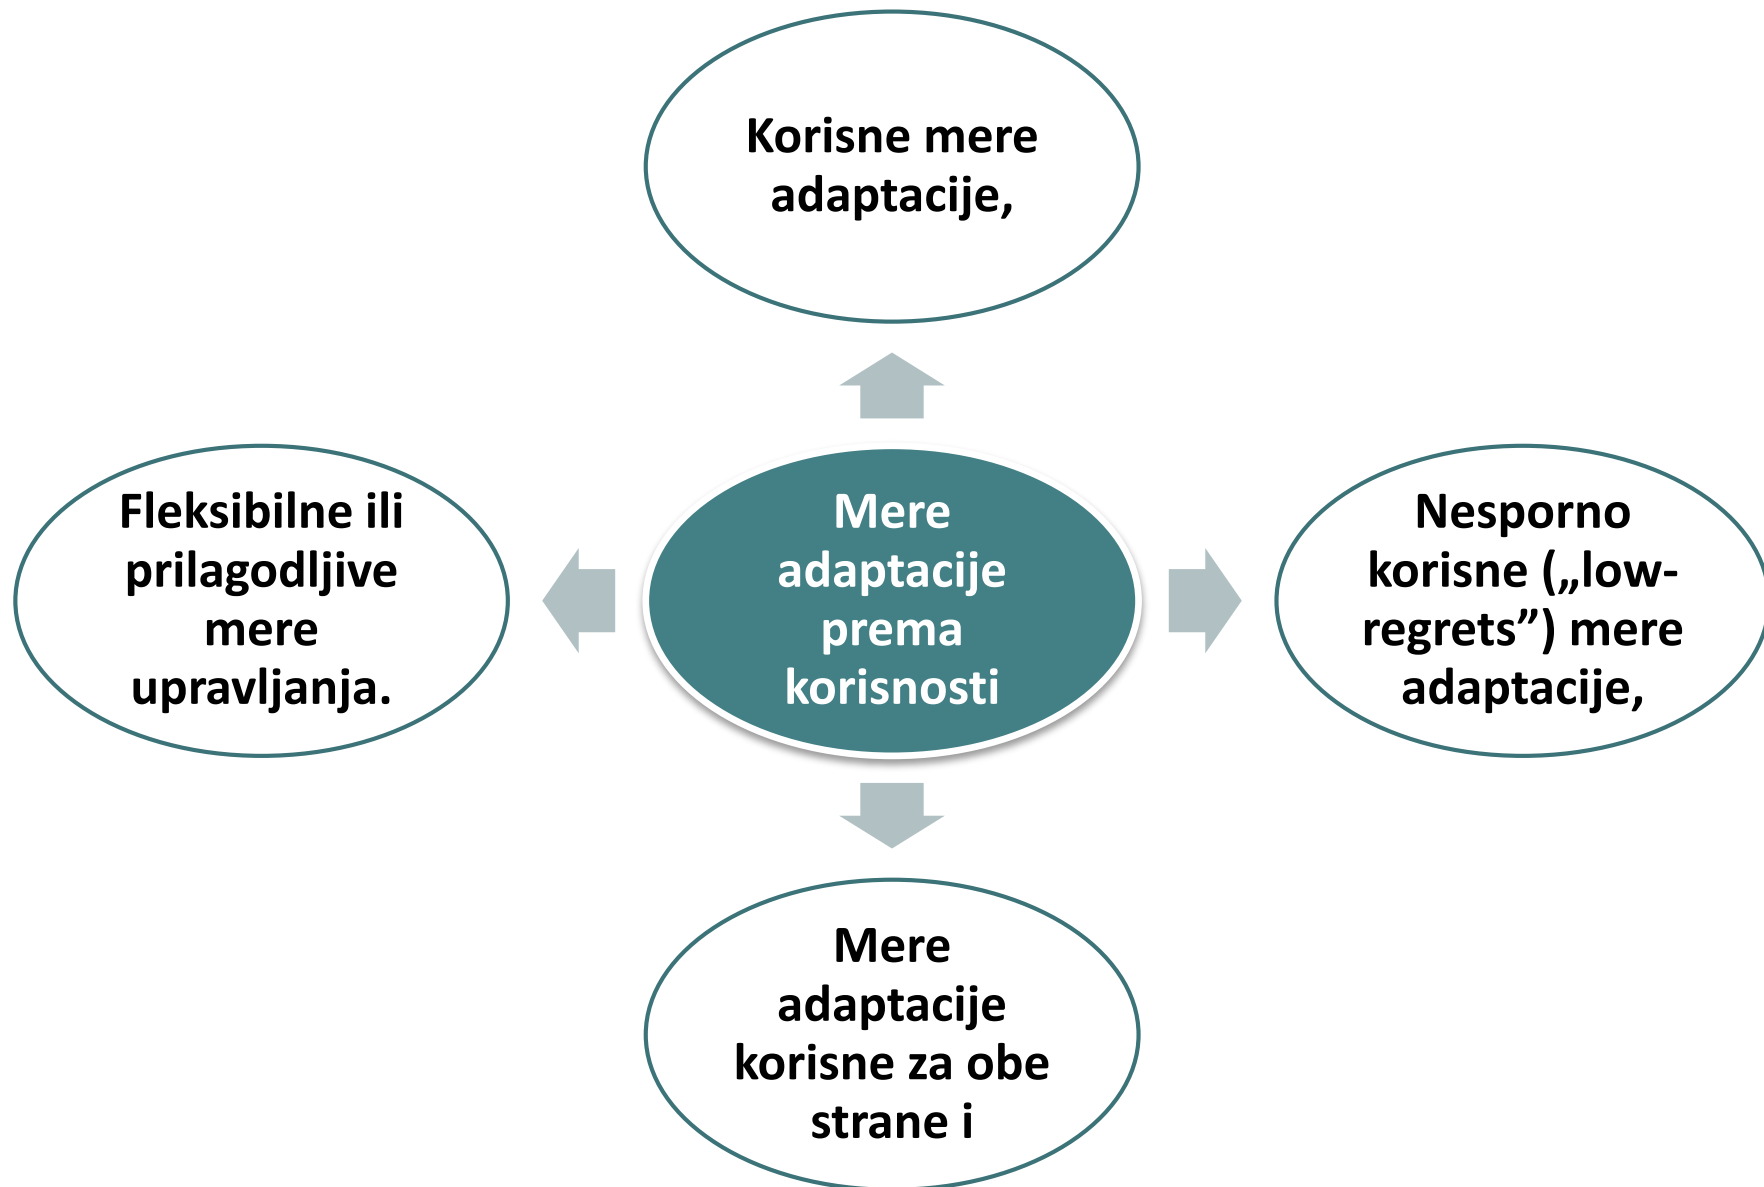 Korisne mere
adaptacije,
Fleksibilne ili
prilagodljive
mere
upravljanja.
Mere
adaptacije
prema
korisnosti
Nesporno
korisne („low-
regrets”) mere
adaptacije,
Mere
adaptacije
korisne za obe
strane i